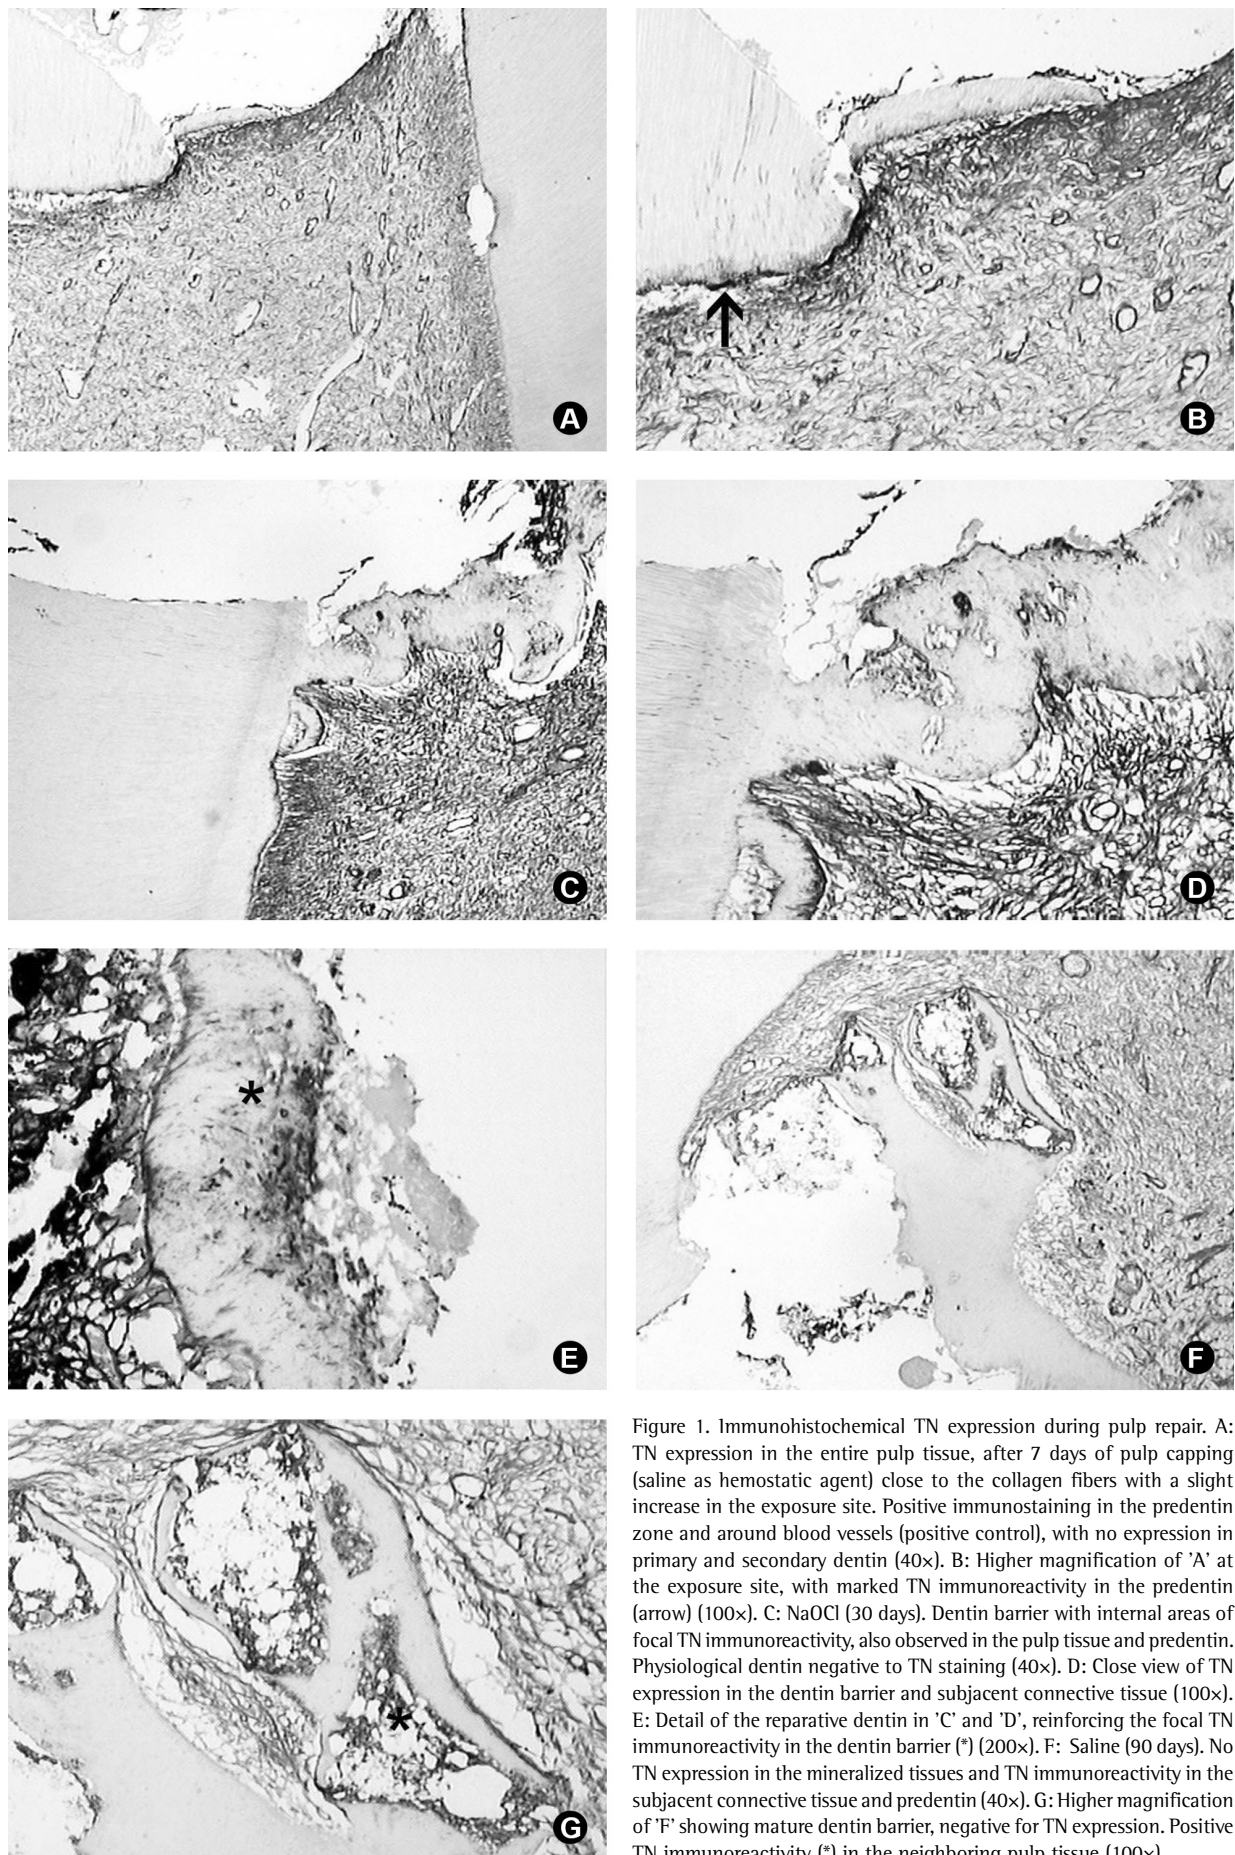 A
B
C
D
*
E
F
*
G
Figure 1. Immunohistochemical TN expression during pulp repair. A:
TN expression in the entire pulp tissue, after 7 days of pulp capping
(saline as hemostatic agent) close to the collagen fibers with a slight
increase in the exposure site. Positive immunostaining in the predentin
zone and around blood vessels (positive control), with no expression in
primary and secondary dentin (40×). B: Higher magnification of 'A' at
the exposure site, with marked TN immunoreactivity in the predentin
(arrow) (100×). C: NaOCl (30 days). Dentin barrier with internal areas of
focal TN immunoreactivity, also observed in the pulp tissue and predentin.
Physiological dentin negative to TN staining (40×). D: Close view of TN
expression in the dentin barrier and subjacent connective tissue (100×).
E: Detail of the reparative dentin in 'C' and 'D', reinforcing the focal TN
immunoreactivity in the dentin barrier (*) (200×). F: Saline (90 days). No
TN expression in the mineralized tissues and TN immunoreactivity in the
subjacent connective tissue and predentin (40×). G: Higher magnification
of 'F' showing mature dentin barrier, negative for TN expression. Positive
TN immunoreactivity (*) in the neighboring pulp tissue (100×).